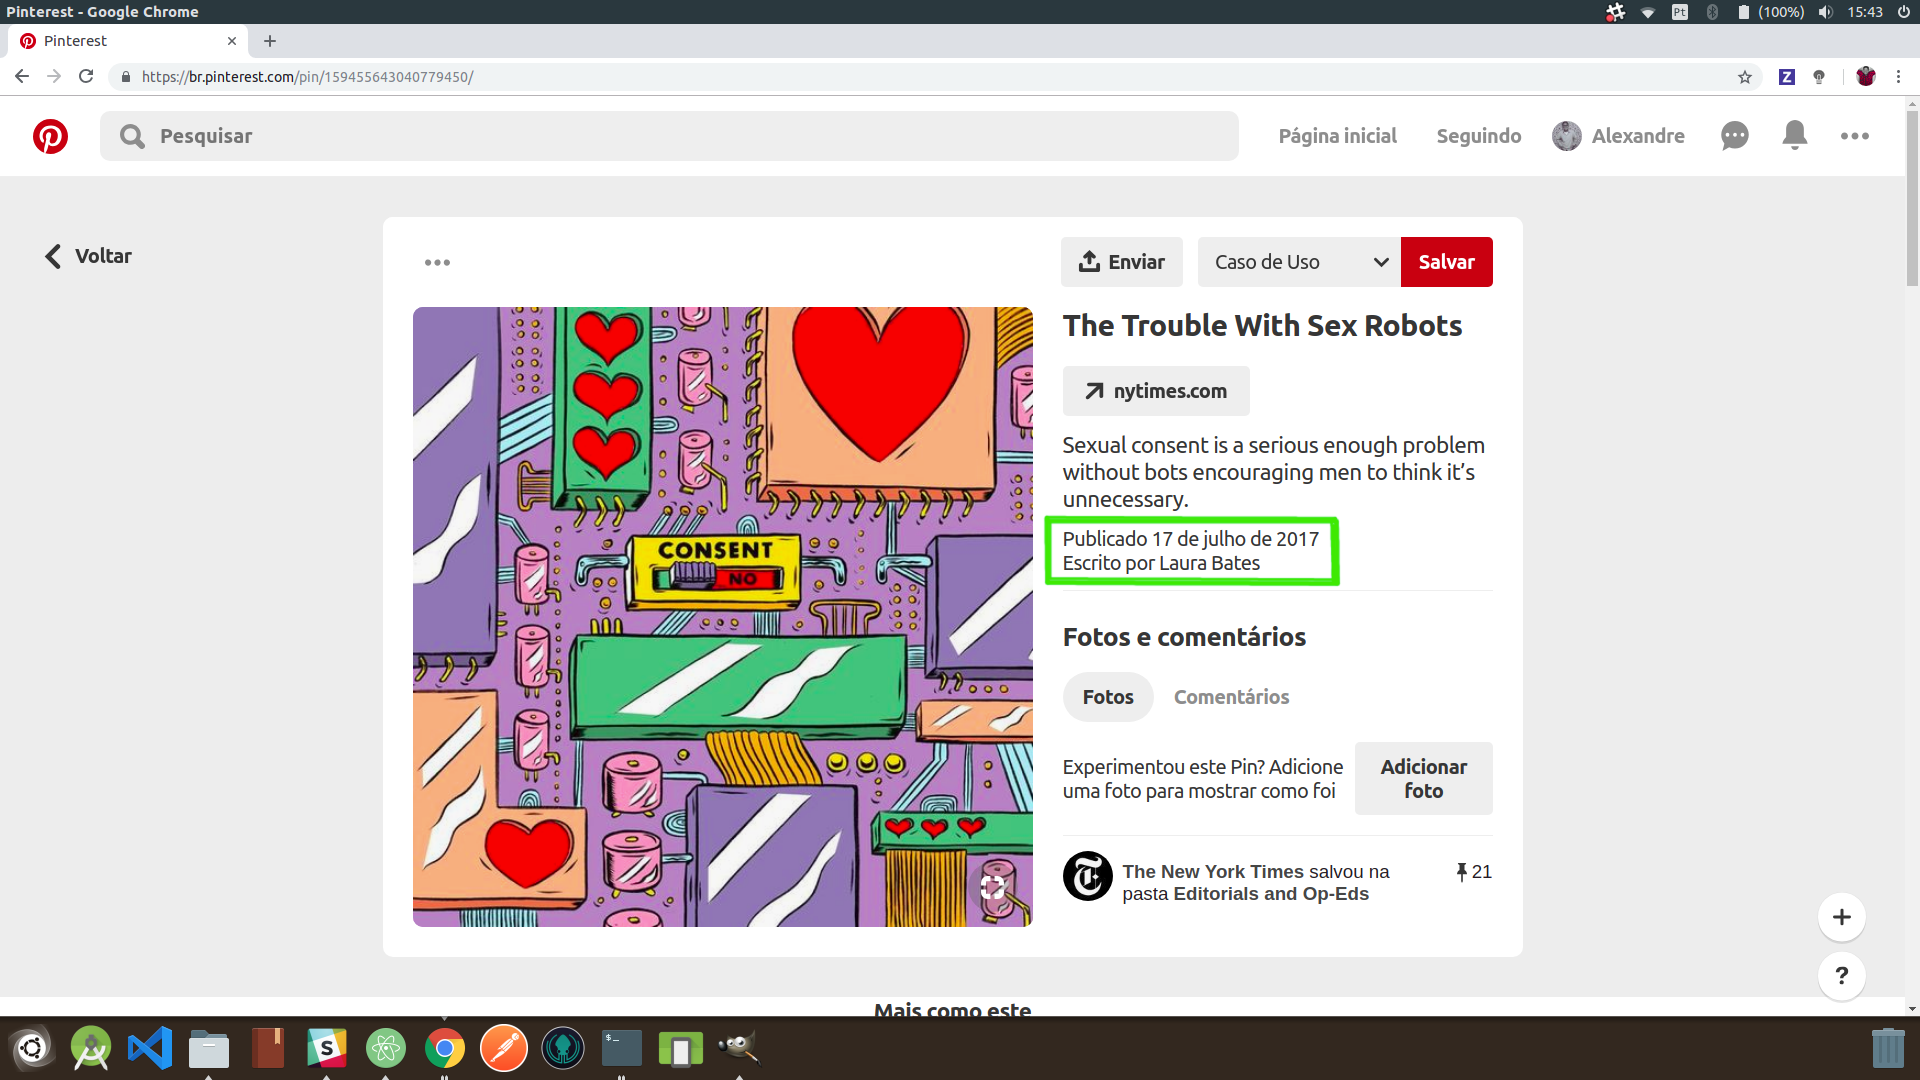 Pinterest - Google Chrome
Pt
(100%)
15:43
Pinterest
https://br.pinterest.com/pin/159455643040779450/
Z
Pesquisar
Página inicial
Seguindo
Alexandre
Voltar
Enviar
Caso de Uso
Salvar
The Trouble With Sex Robots
nytimes.com
Sexual consent is a serious enough problem
without bots encouraging men to think it’s
unnecessary.
Publicado 17 de julho de 2017
Escrito por Laura Bates
CONSENT
NO
Fotos e comentários
Fotos
Comentários
Experimentou este Pin? Adicione
uma foto para mostrar como foi
Adicionar
foto
The New York Times salvou na
pasta Editorials and Op-Eds
21
+
?
Mais como este
S
$_